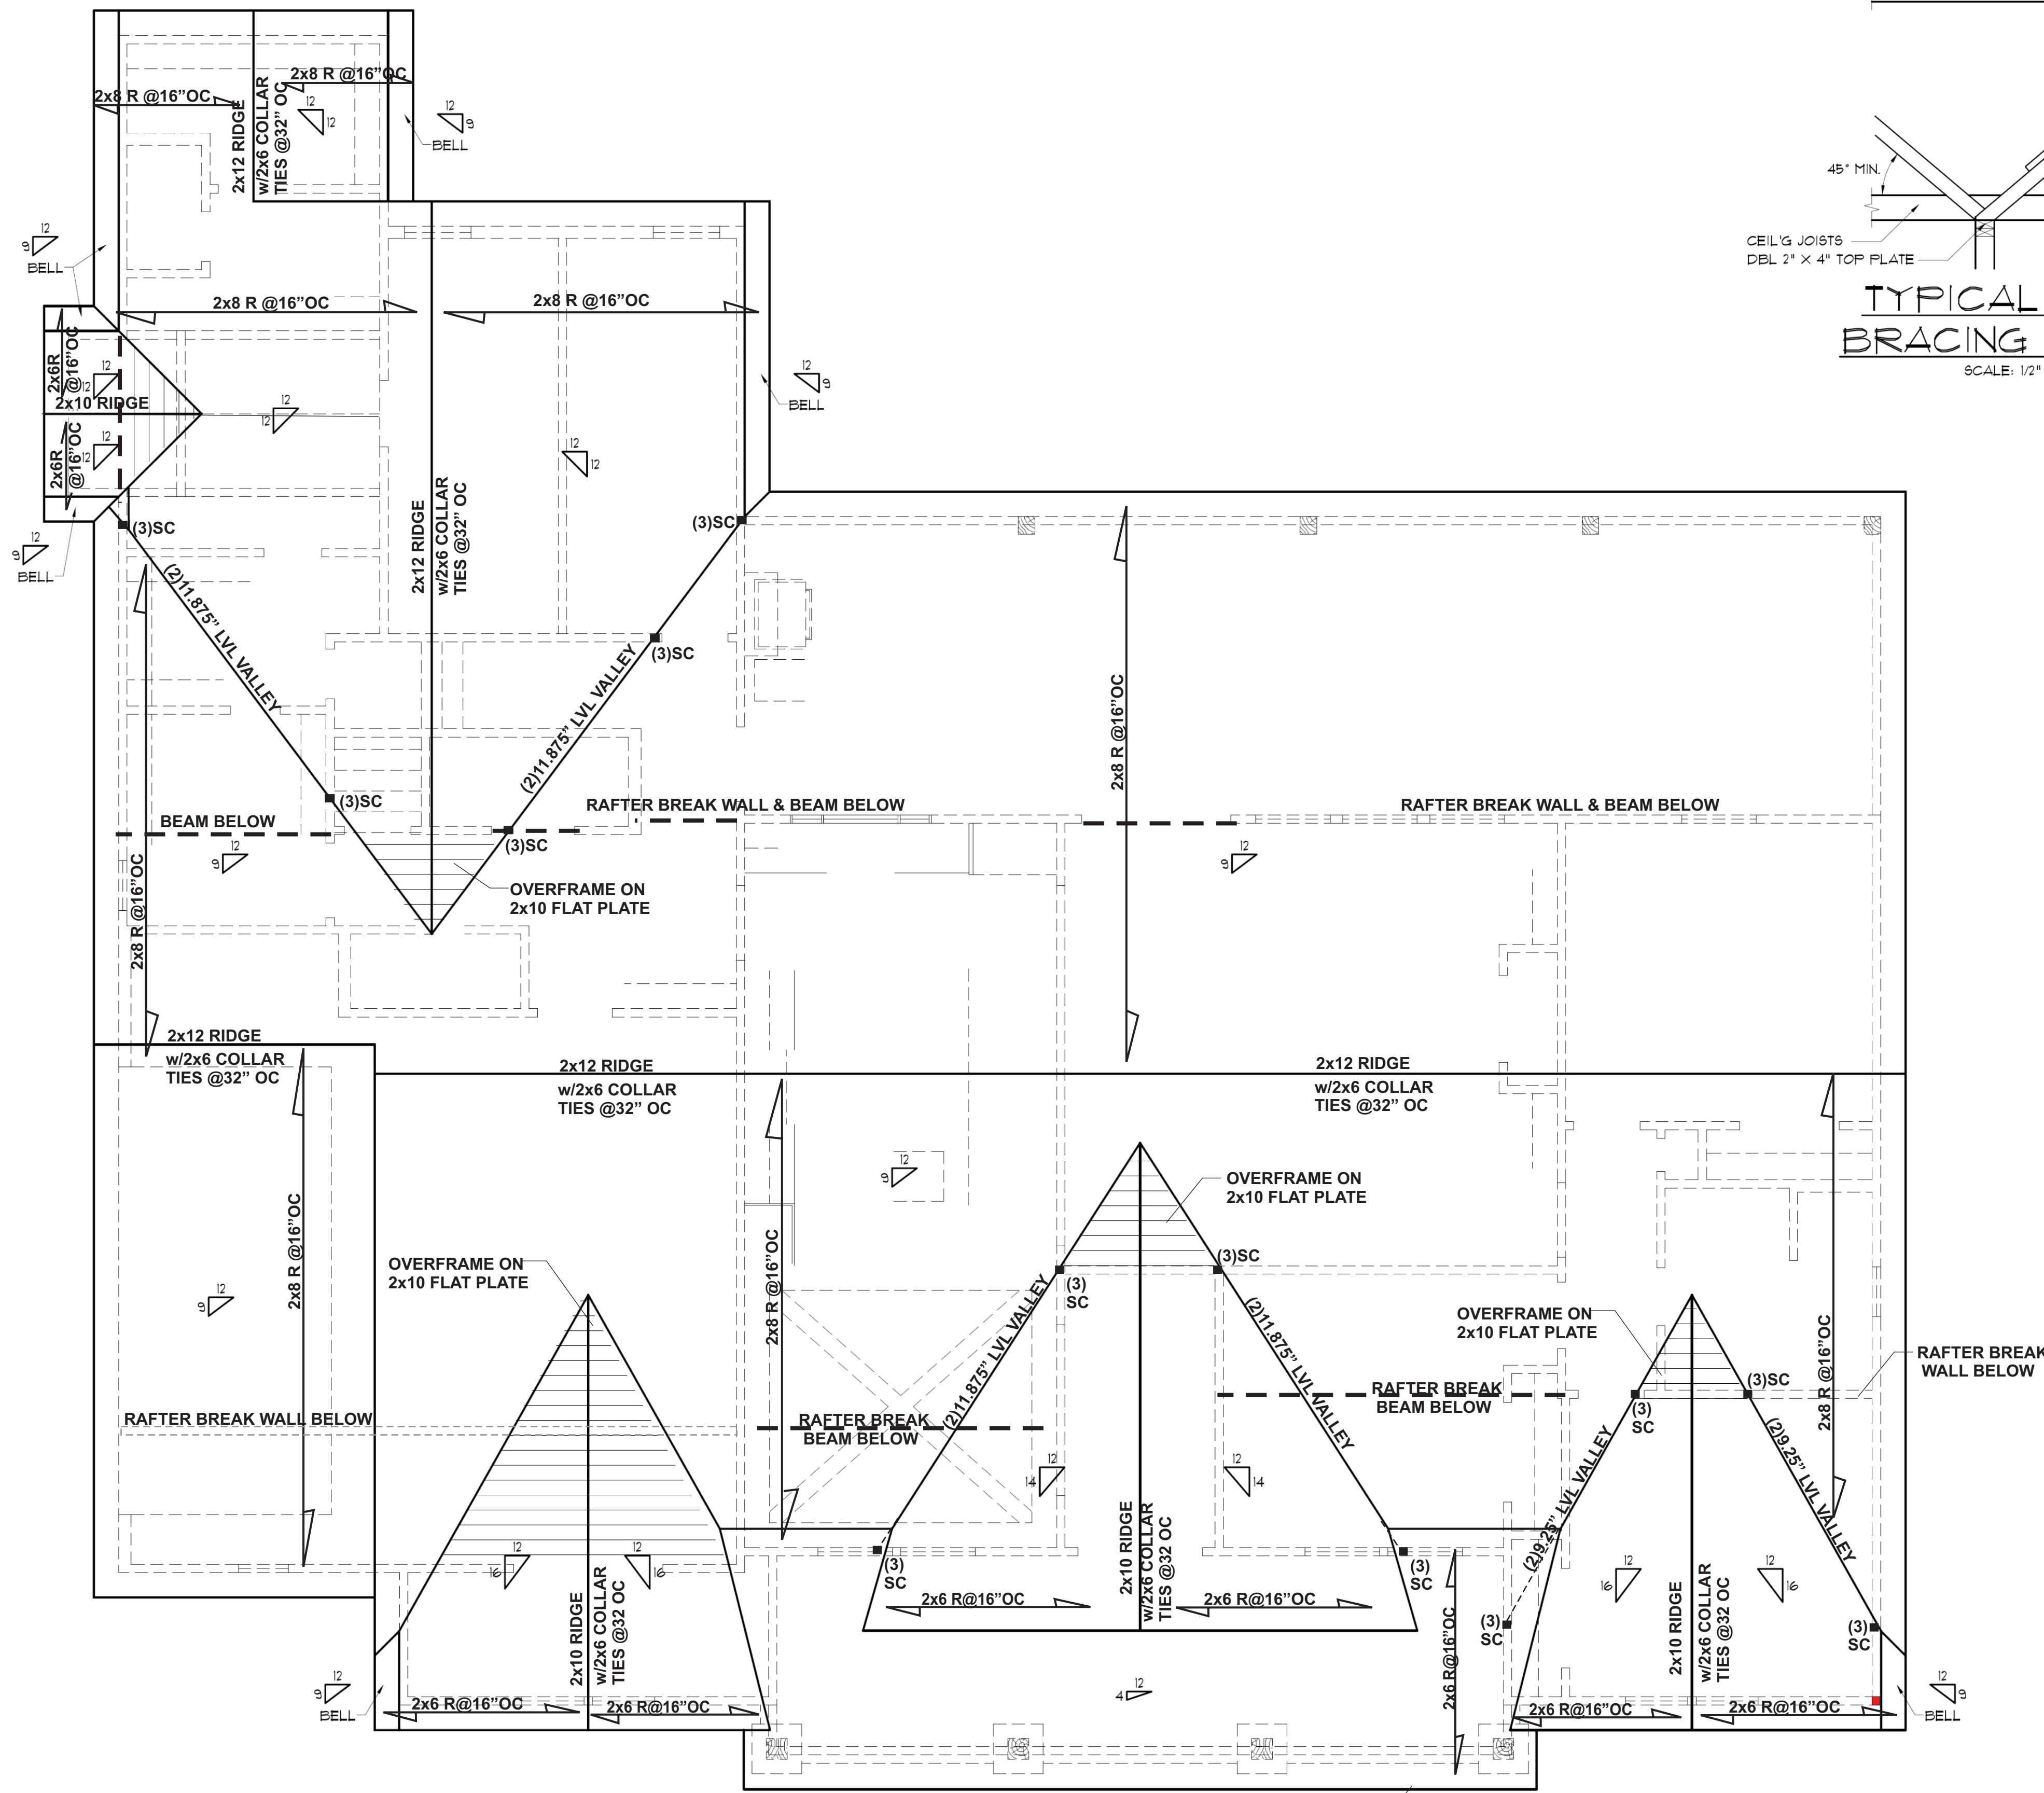 2x8 R @16”OC
2x8 R @16”OC
2x12 RIDGE
w/2x6 COLLAR
TIES @32” OC
12
12
12
9
BELL
45° MIN.
CEIL'G JOISTS
DBL 2" X 4" TOP PLATE
TYPICAL
BRACING
SCALE: 1/2"
12
9
BELL
2x8 R @16”OC
2x8 R @16”OC
2x6R
@16”OC
12
12
2x10 RIDGE
12
12
2x6R
@16”OC
12
12
12
12
12
9
BELL
12
9
BELL
(3)SC
(3)SC
2x12 RIDGE
w/2x6 COLLAR
TIES @32” OC
(2)11.875” LVL VALLEY
(2)11.875” LVL VALLEY
(3)SC
(3)SC
(3)SC
2x8 R @16”OC
BEAM BELOW
12
9
RAFTER BREAK WALL & BEAM BELOW
RAFTER BREAK WALL & BEAM BELOW
12
9
2x8 R @16”OC
OVERFRAME ON
2x10 FLAT PLATE
2x12 RIDGE
w/2x6 COLLAR
TIES @32” OC
2x12 RIDGE
w/2x6 COLLAR
TIES @32” OC
2x12 RIDGE
w/2x6 COLLAR
TIES @32” OC
12
9
OVERFRAME ON
2x10 FLAT PLATE
2x8 R @16”OC
12
9
OVERFRAME ON
2x10 FLAT PLATE
2x8 R @16”OC
(3)
SC
(3)SC
(2)11.875” LVL VALLEY
(2)11.875” LVL VALLEY
OVERFRAME ON
2x10 FLAT PLATE
2x8 R @16”OC
RAFTER BREAK
WALL BELOW
(3)SC
(3)
SC
RAFTER BREAK WALL BELOW
RAFTER BREAK
BEAM BELOW
RAFTER BREAK
BEAM BELOW
12
14
12
14
(2)9.25” LVL VALLEY
(2)9.25” LVL VALLEY
12
16
12
16
2x10 RIDGE
w/2x6 COLLAR
TIES @32 OC
(3)
SC
2x10 RIDGE
w/2x6 COLLAR
TIES @32 OC
(3)
SC
2x6 R@16”OC
2x6 R@16”OC
12
16
12
16
2x10 RIDGE
w/2x6 COLLAR
TIES @32 OC
(3)
SC
(3)
SC
2x6 R@16”OC
12
9
BELL
2x6 R@16”OC
2x6 R@16”OC
12
4
2x6 R@16”OC
2x6 R@16”OC
12
9
BELL